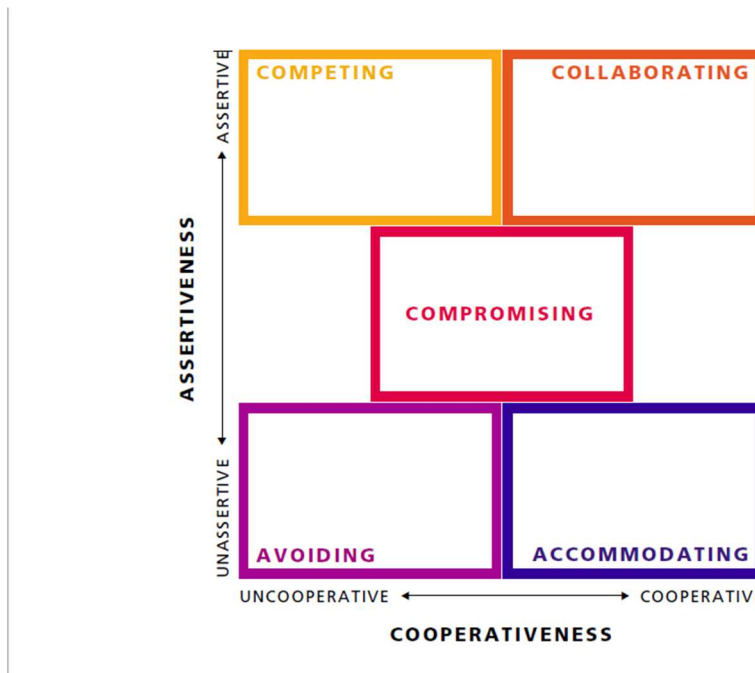 ASSERTIVE
COMPETING
COLLABORATING
ASSERTIVENESS
COMPROMISING
UNASSERTIVE
AVOIDING
ACCOMMODATING
UNCOOPERATIVE
COOPERATIV
COOPERATIVENESS